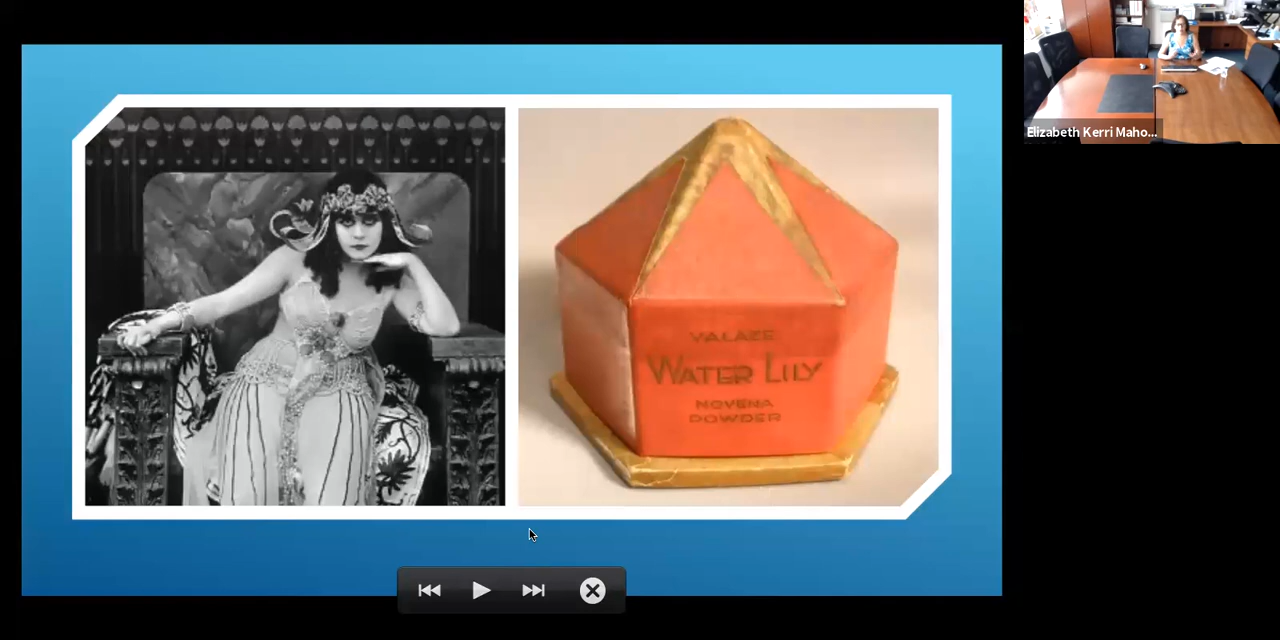 Elizabeth Kerri Maho...
VALAZE
WATER LILY
NOVENA
POWDER